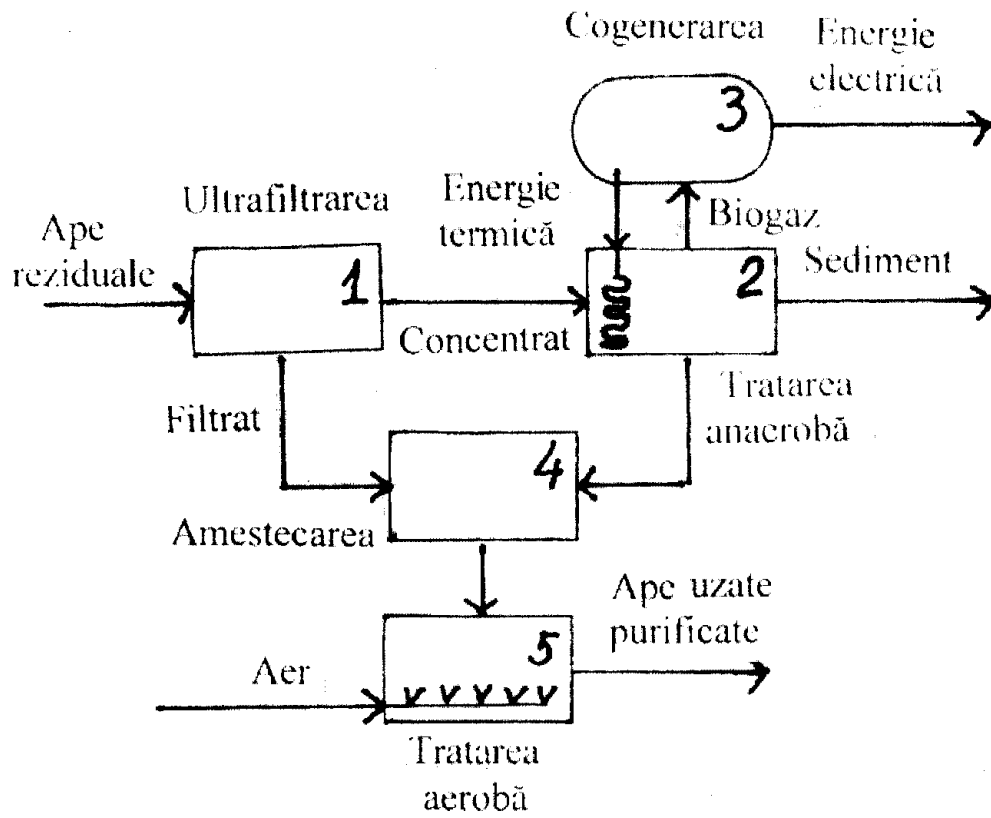 Cogenerarea
Energie
electrică
3
Ultrafiltrarea
Energie
termică
Biogaz
Ape
reziduale
1
2
Sediment
Concentrat
Filtrat
Tratarea
anaerobă
4
Amestecarea
Ape uzate
purificate
5
Aer
Tratarea
aerobă